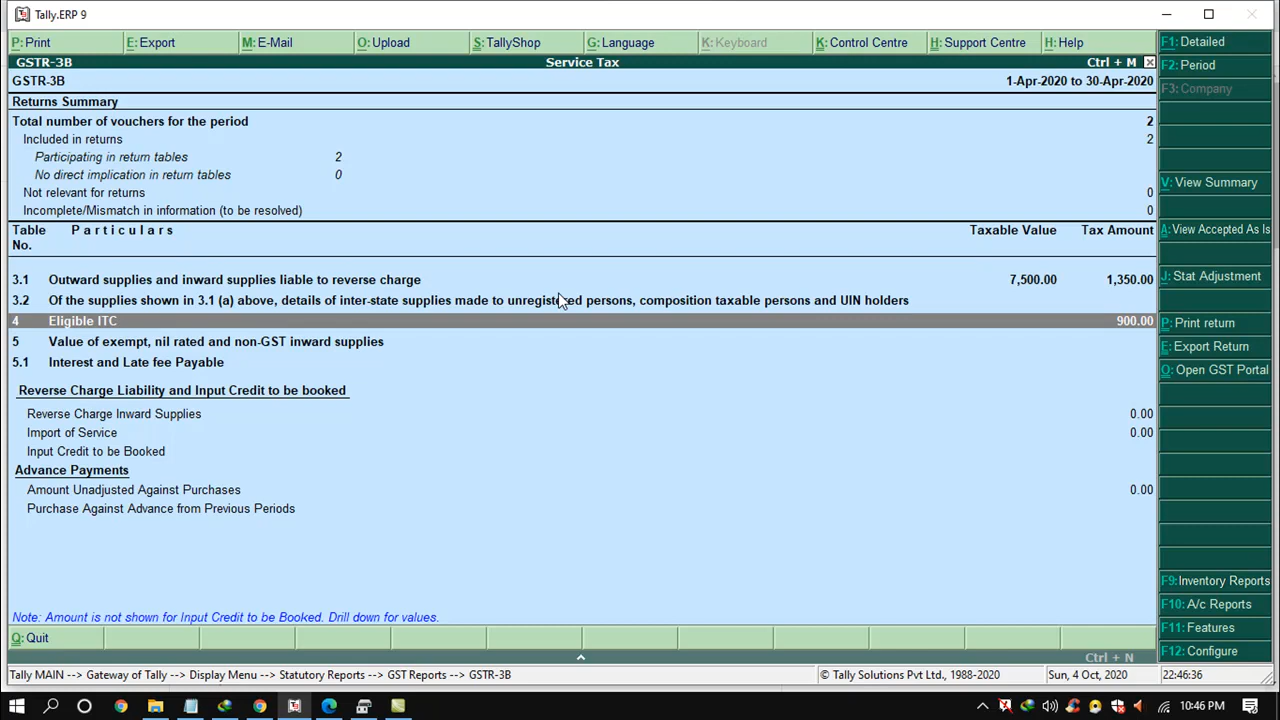 Tally.ERP 9
P: Print E: Export M: E-Mail O: Upload S: TallyShop G: Language K: Keyboard K: Control Centre H: Support Centre H: Help
F1: Detailed
GSTR-3B Service Tax Ctrl + M
F2: Period
GSTR-3B 1-Apr-2020 to 30-Apr-2020
F3: Company
Returns Summary
Total number of vouchers for the period 2
Included in returns 2
Participating in return tables 2
No direct implication in return tables 0
V: View Summary
Not relevant for returns 0
Incomplete/Mismatch in information (to be resolved) 0
Table No. Particulars Taxable Value Tax Amount
A: View Accepted As Is
3.1 Outward supplies and inward supplies liable to reverse charge 7,500.00 1,350.00
J: Stat Adjustment
3.2 Of the supplies shown in 3.1 (a) above, details of inter-state supplies made to unregistered persons, composition taxable persons and UIN holders
4 Eligible ITC 900.00
P: Print return
5 Value of exempt, nil rated and non-GST inward supplies
E: Export Return
5.1 Interest and Late fee Payable
O: Open GST Portal
Reverse Charge Liability and Input Credit to be booked
Reverse Charge Inward Supplies 0.00
Import of Service 0.00
Input Credit to be Booked
Advance Payments
Amount Unadjusted Against Purchases 0.00
Purchase Against Advance from Previous Periods
F9: Inventory Reports
F10: A/c Reports
Note: Amount is not shown for Input Credit to be Booked. Drill down for values.
F11: Features
Q: Quit
F12: Configure
Ctrl + N
Tally MAIN --> Gateway of Tally --> Display Menu --> Statutory Reports --> GST Reports --> GSTR-3B © Tally Solutions Pvt Ltd., 1988-2020 Sun, 4 Oct, 2020 22:46:36
10:46 PM